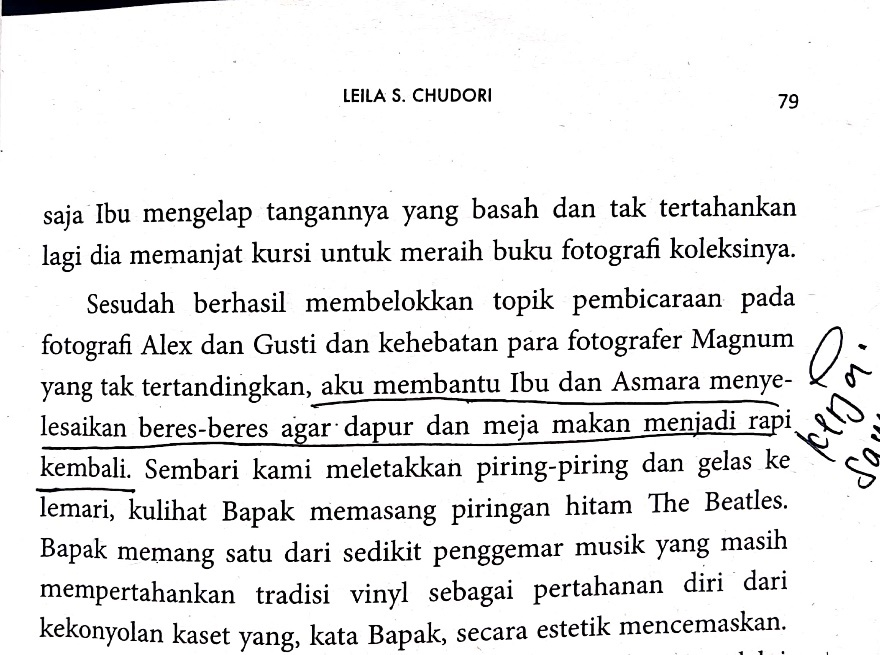 LEILA S. CHUDORI
79
saja Ibu mengelap tangannya yang basah dan tak tertahankan
lagi dia memanjat kursi untuk meraih buku fotografi koleksinya.
Sesudah berhasil membelokkan topik pembicaraan pada
fotografi Alex dan Gusti dan kehebatan para fotografer Magnum
yang tak tertandingkan, aku membantu Ibu dan Asmara menye-
lesaikan beres-beres agar dapur dan meja makan menjadi rapi
kembali. Sembari kami meletakkan piring-piring dan gelas ke
lemari, kulihat Bapak memasang piringan hitam The Beatles.
Bapak memang satu dari sedikit penggemar musik yang masih
mempertahankan tradisi vinyl sebagai pertahanan diri dari
kekonyolan kaset yang, kata Bapak, secara estetik mencemaskan.
kerja